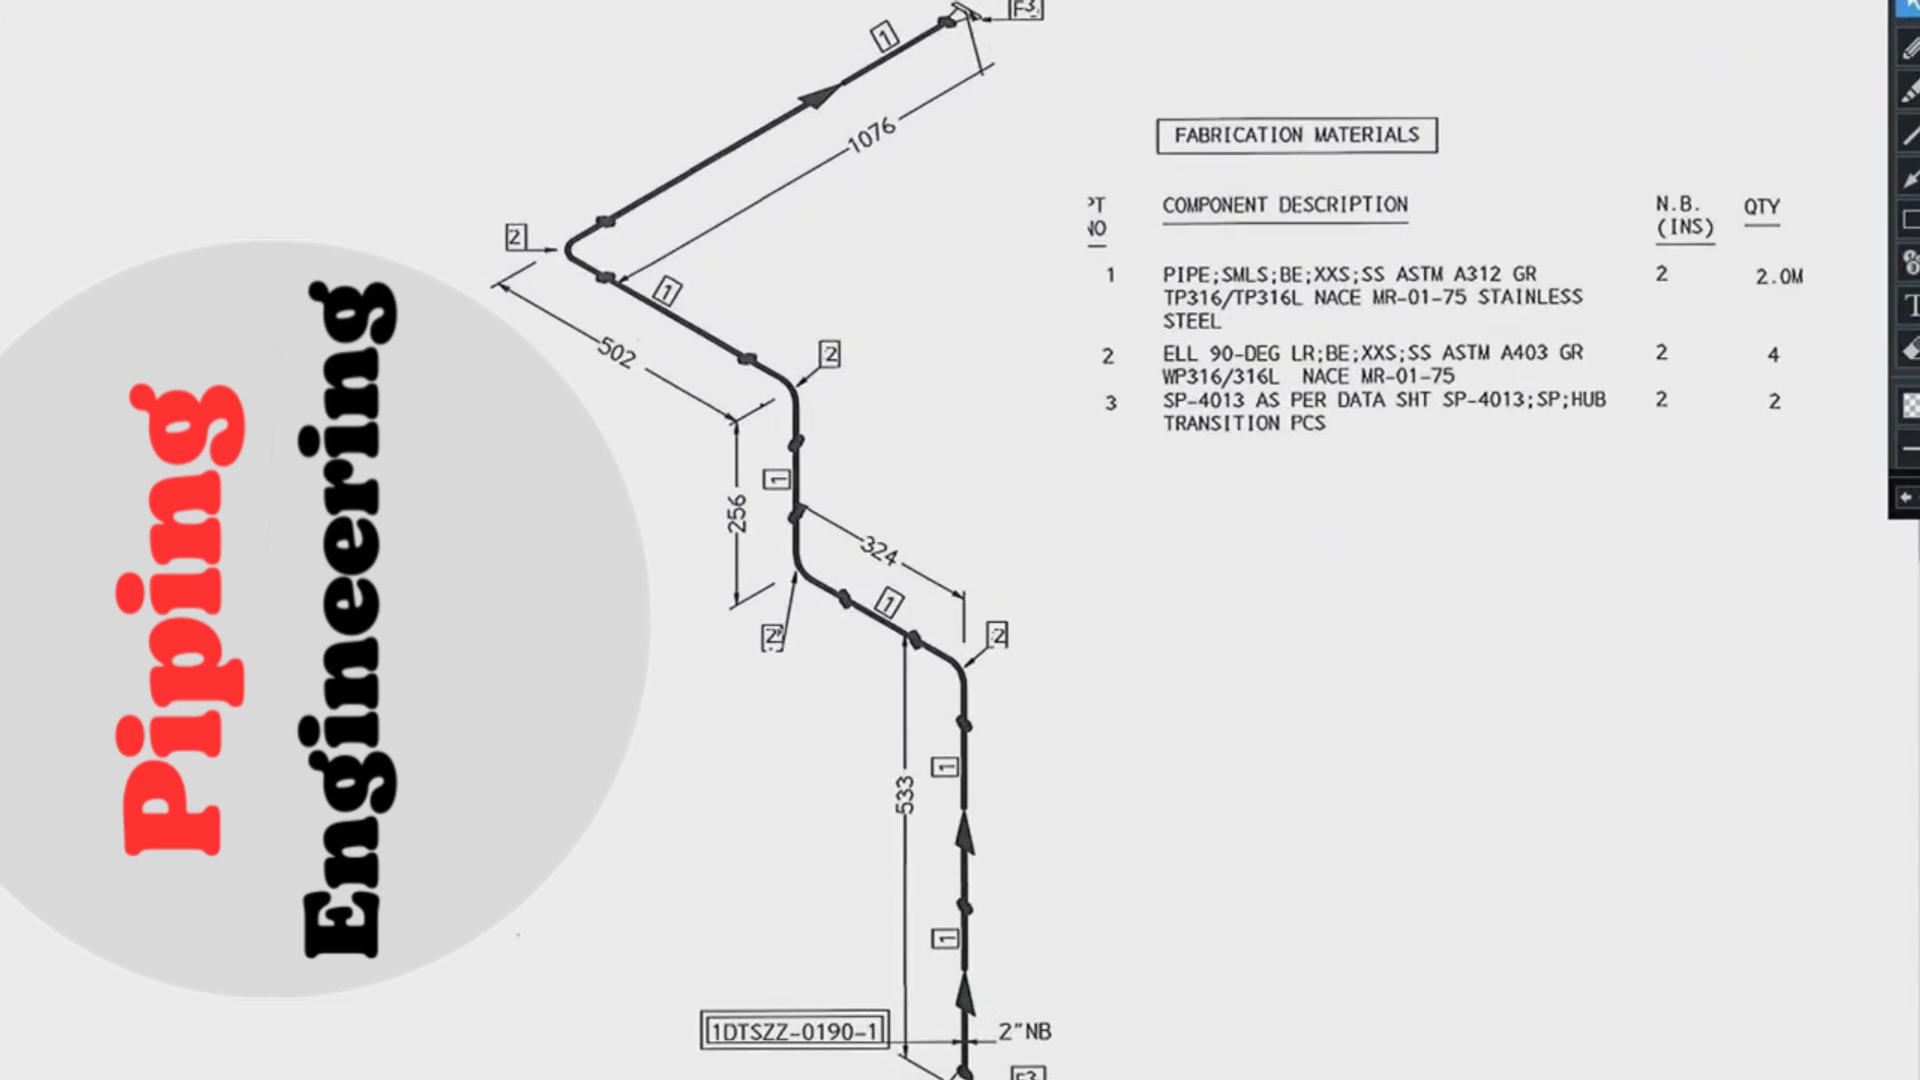 Piping
Engineering
F3
1
1076
2
1
502
2
1
256
324
1
2
2
1
533
1
1DTSZZ-0190-1
2"NB
F3
FABRICATION MATERIALS
PT NO
COMPONENT DESCRIPTION
N.B.
(INS)
QTY
1 PIPE;SMLS;BE;XXS;SS ASTM A312 GR 2 2.0M
TP316/TP316L NACE MR-01-75 STAINLESS
STEEL
2 ELL 90-DEG LR;BE;XXS;SS ASTM A403 GR 2 4
WP316/316L NACE MR-01-75
3 SP-4013 AS PER DATA SHT SP-4013;SP;HUB 2 2
TRANSITION PCS